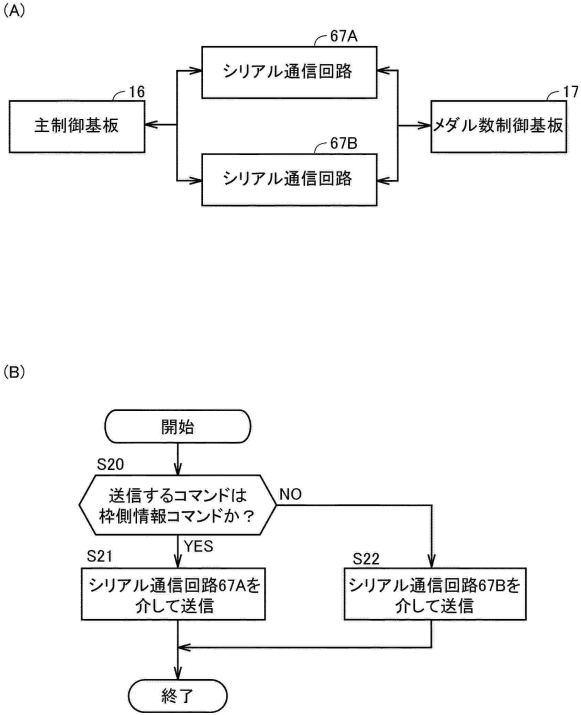 (A)
67A
シリアル通信回路
16
主制御基板
17
メダル数制御基板
67B
シリアル通信回路
(B)
開始
S20
送信するコマンドは
枠側情報コマンドか？
NO
YES
S21
シリアル通信回路67Aを
介して送信
S22
シリアル通信回路67Bを
介して送信
終了